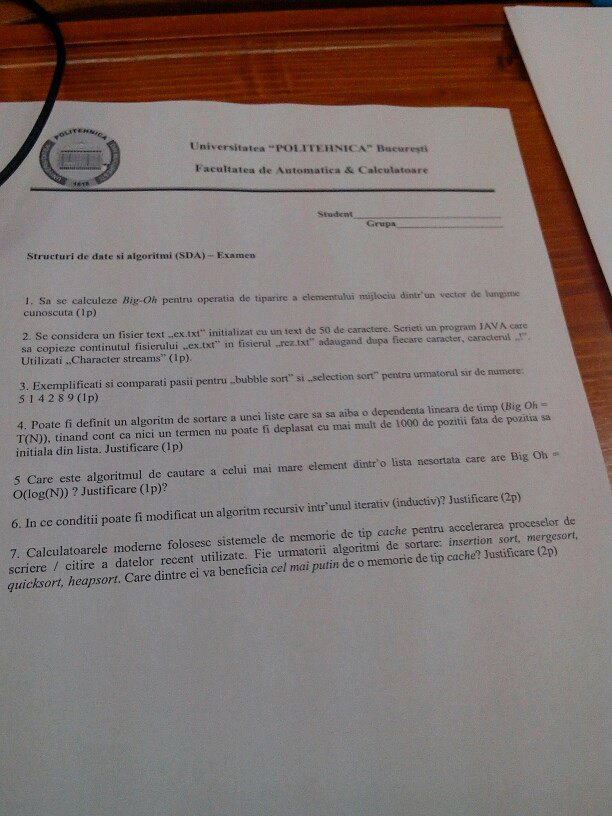 POLITEHNICA
1818
Universitatea “POLITEHNICA” București
Facultatea de Automatica & Calculatoare
Student
Grupa
Structuri de date si algoritmi (SDA) – Examen
1. Sa se calculeze Big-Oh pentru operatia de tiparire a elementului mijlociu dintr'un vector de lungime
cunoscuta (1p)
2. Se considera un fisier text „ex.txt” initializat cu un text de 50 de caractere. Scrieti un program JAVA care
sa copieze continutul fisierului „ex.txt” in fisierul „rez.txt” adaugand dupa fiecare caracter, caracterul „!”.
Utilizati „Character streams” (1p).
3. Exemplificati si comparati pasii pentru „bubble sort” si „selection sort” pentru urmatorul sir de numere:
5 1 4 2 8 9 (1p)
4. Poate fi definit un algoritm de sortare a unei liste care sa sa aiba o dependenta lineara de timp (Big Oh =
T(N)), tinand cont ca nici un termen nu poate fi deplasat cu mai mult de 1000 de pozitii fata de pozitia sa
initiala din lista. Justificare (1p)
5 Care este algoritmul de cautare a celui mai mare element dintr'o lista nesortata care are Big Oh =
O(log(N)) ? Justificare (1p)?
6. In ce conditii poate fi modificat un algoritm recursiv intr'unul iterativ (inductiv)? Justificare (2p)
7. Calculatoarele moderne folosesc sistemele de memorie de tip cache pentru accelerarea proceselor de
scriere / citire a datelor recent utilizate. Fie urmatorii algoritmi de sortare: insertion sort, mergesort,
quicksort, heapsort. Care dintre ei va beneficia cel mai putin de o memorie de tip cache? Justificare (2p)